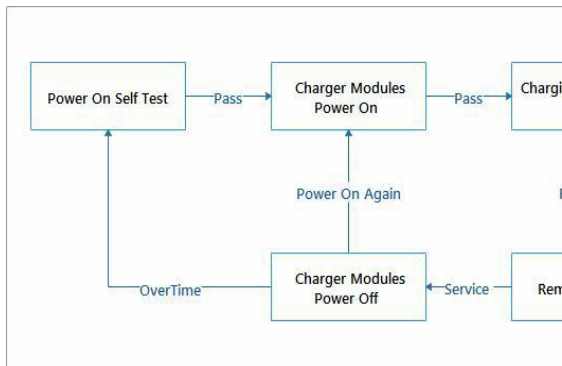 Power On Self Test
Pass
Charger Modules
Power On
Pass
Power On Again
OverTime
Charger Modules
Power Off
Service